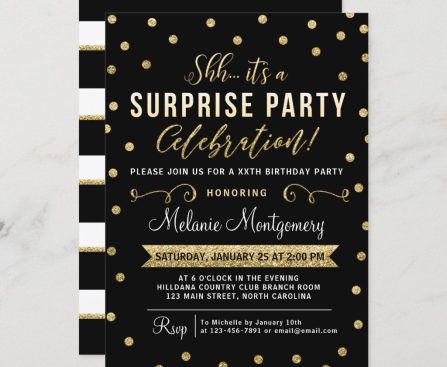 Shh... it's a
SURPRISE PARTY
Celebration!
PLEASE JOIN US FOR A XXTH BIRTHDAY PARTY
HONORING
Melanie Montgomery
SATURDAY, JANUARY 25 AT 2:00 PM
AT 6 O'CLOCK IN THE EVENING
HILLDANA COUNTRY CLUB BRANCH ROOM
123 MAIN STREET, NORTH CAROLINA
Rsvp
To Michelle by January 10th
at 123-456-7891 or email@email.com